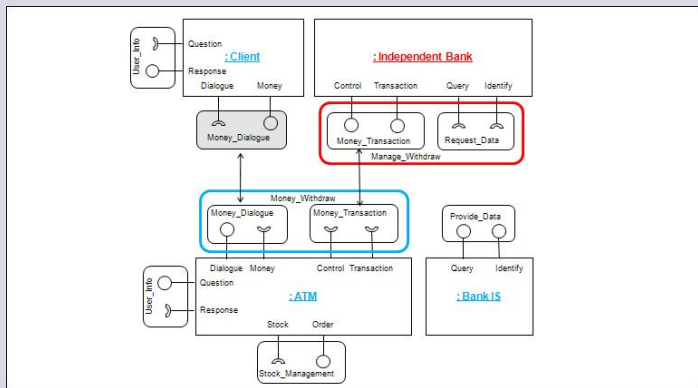 User_Info
Question
Response
: Client
Dialogue Money
Money_Dialogue
: Independent Bank
Control Transaction Query Identify
Money_Transaction Request_Data
Manage_Withdraw
Money_Withdraw
Money_Dialogue Money_Transaction
Provide_Data
Dialogue Money Control Transaction
Query Identify
User_Info
Question
Response
: ATM
: Bank IS
Stock Order
Stock_Management